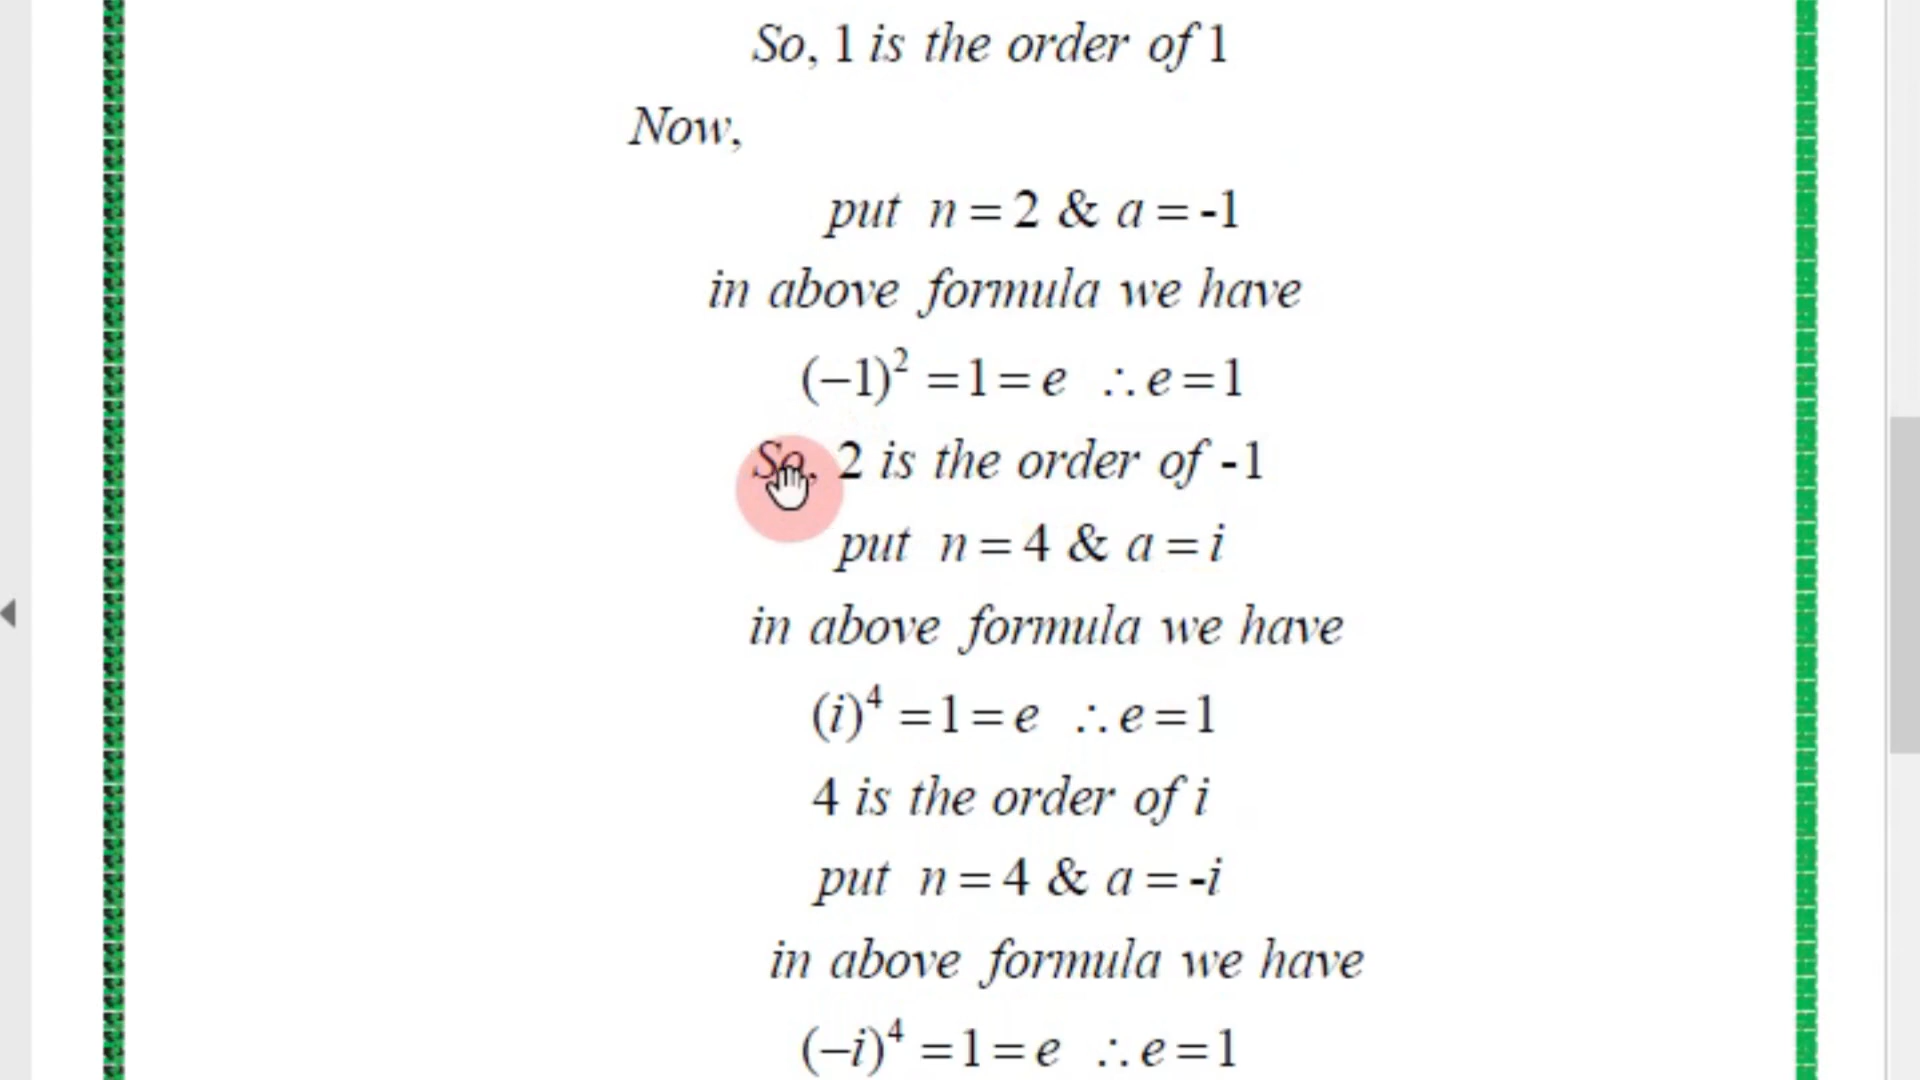 So, 1 is the order of 1
Now,
put n = 2 & a = -1
in above formula we have
(−1)² = 1 = e ∴ e = 1
So, 2 is the order of -1
put n = 4 & a = i
in above formula we have
(i)⁴ = 1 = e ∴ e = 1
4 is the order of i
put n = 4 & a = -i
in above formula we have
(−i)⁴ = 1 = e ∴ e = 1